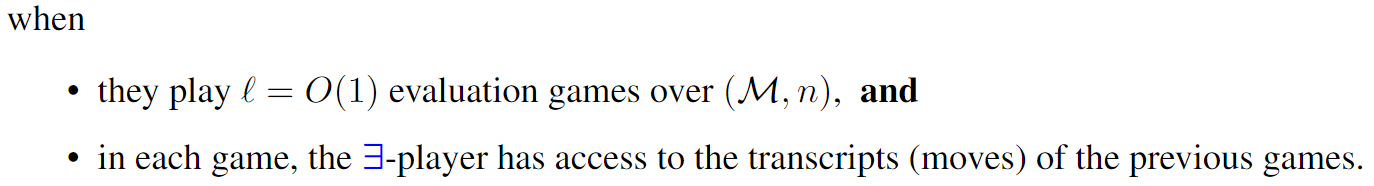 when
• they play ℓ = O(1) evaluation games over (ℳ, n), and
• in each game, the ∃-player has access to the transcripts (moves) of the previous games.